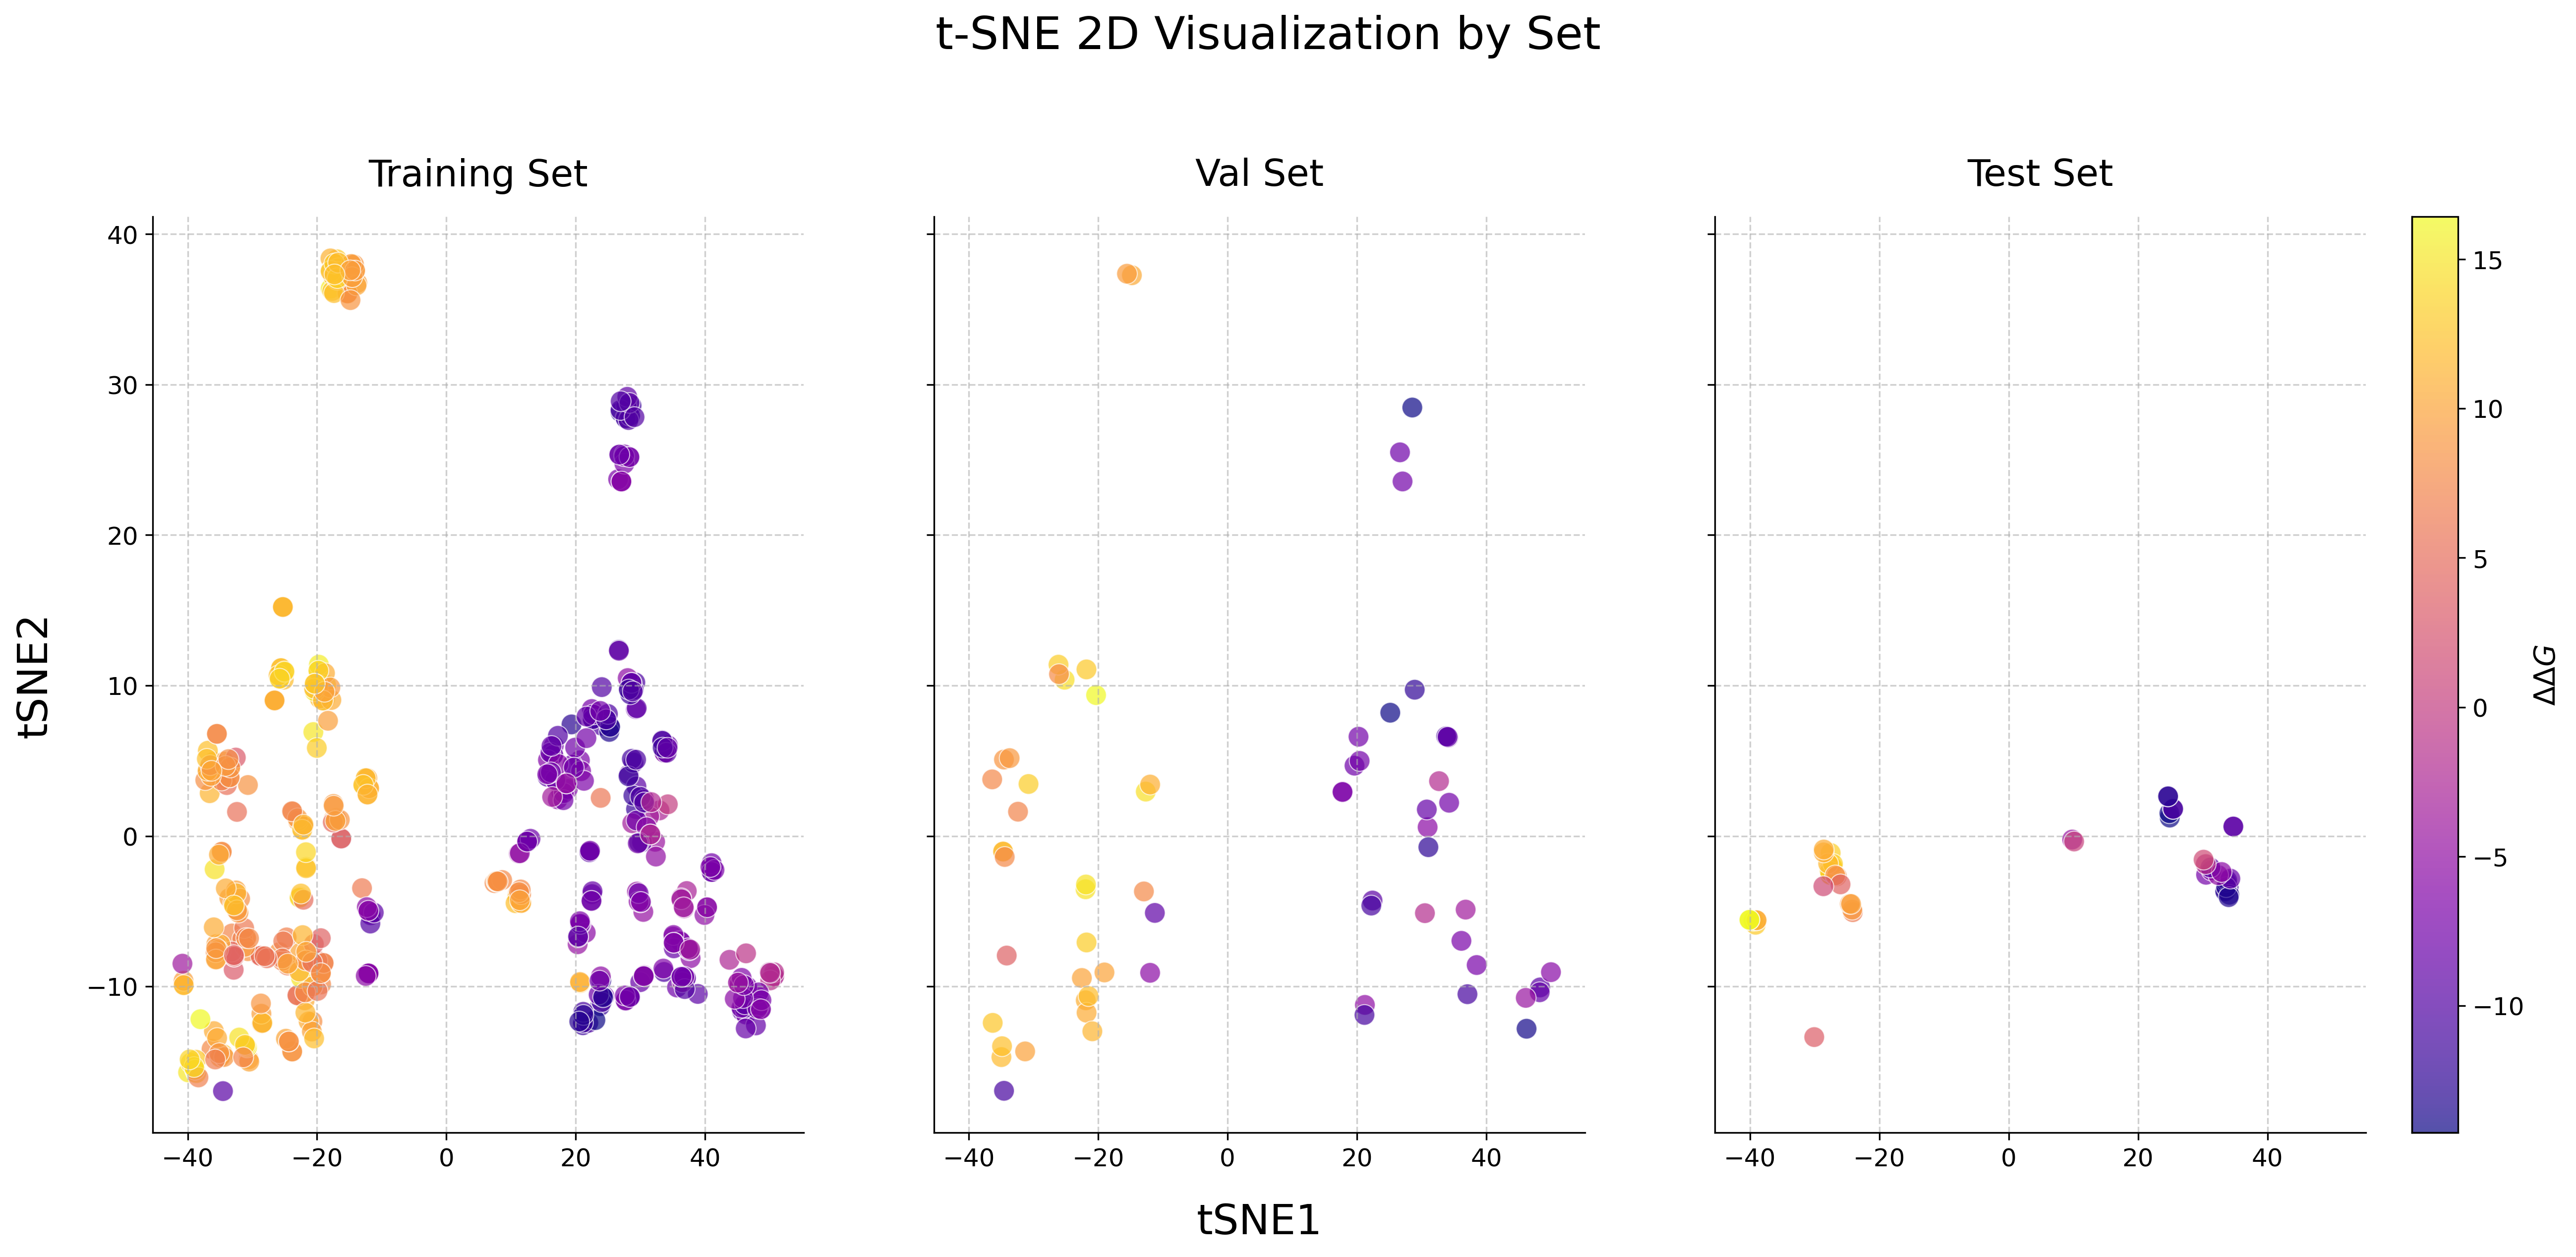 t-SNE 2D Visualization by Set
Training Set
Val Set
Test Set
tSNE2
40
30
20
10
0
−10
−40 −20 0 20 40
−40 −20 0 20 40
−40 −20 0 20 40
tSNE1
15
10
5
0
−5
−10
ΔΔG